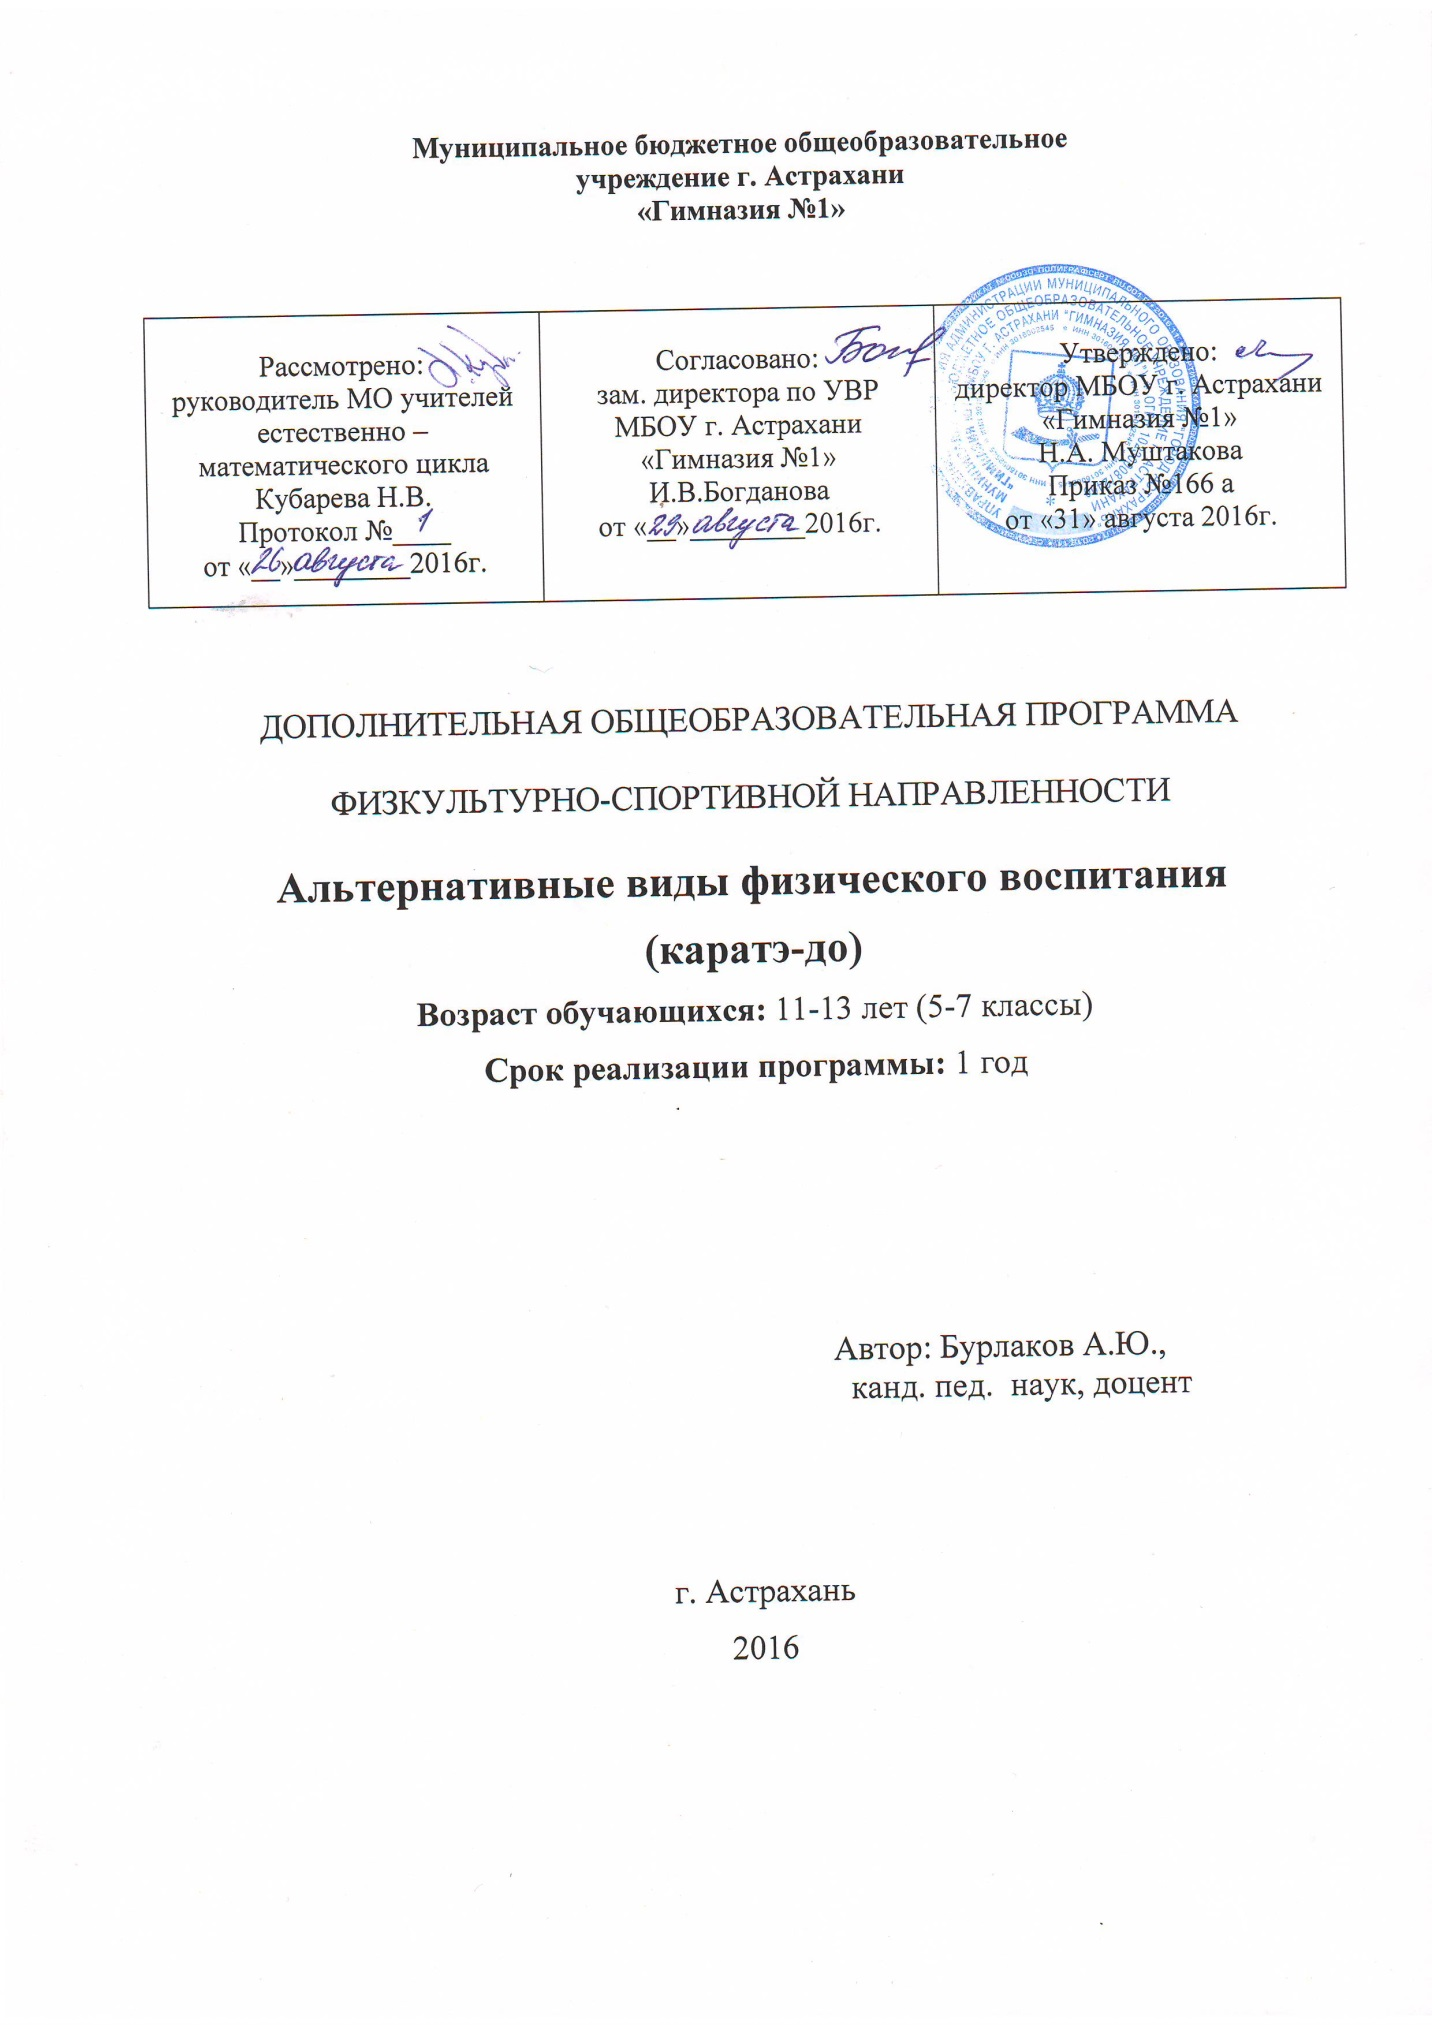 Муниципальное бюджетное общеобразовательное
учреждение г. Астрахани
«Гимназия №1»
Рассмотрено:
руководитель МО учителей
естественно –
математического цикла
Кубарева Н.В.
Протокол № 1
от «26» августа 2016г.
Согласовано:
зам. директора по УВР
МБОУ г. Астрахани
«Гимназия №1»
И.В.Богданова
от «29» августа 2016г.
Утверждено:
директор МБОУ г. Астрахани
«Гимназия №1»
Н.А. Муштакова
Приказ №166 а
от «31» августа 2016г.
ДОПОЛНИТЕЛЬНАЯ ОБЩЕОБРАЗОВАТЕЛЬНАЯ ПРОГРАММА
ФИЗКУЛЬТУРНО-СПОРТИВНОЙ НАПРАВЛЕННОСТИ
Альтернативные виды физического воспитания
(каратэ-до)
Возраст обучающихся: 11-13 лет (5-7 классы)
Срок реализации программы: 1 год
Автор: Бурлаков А.Ю.,
канд. пед. наук, доцент
г. Астрахань
2016